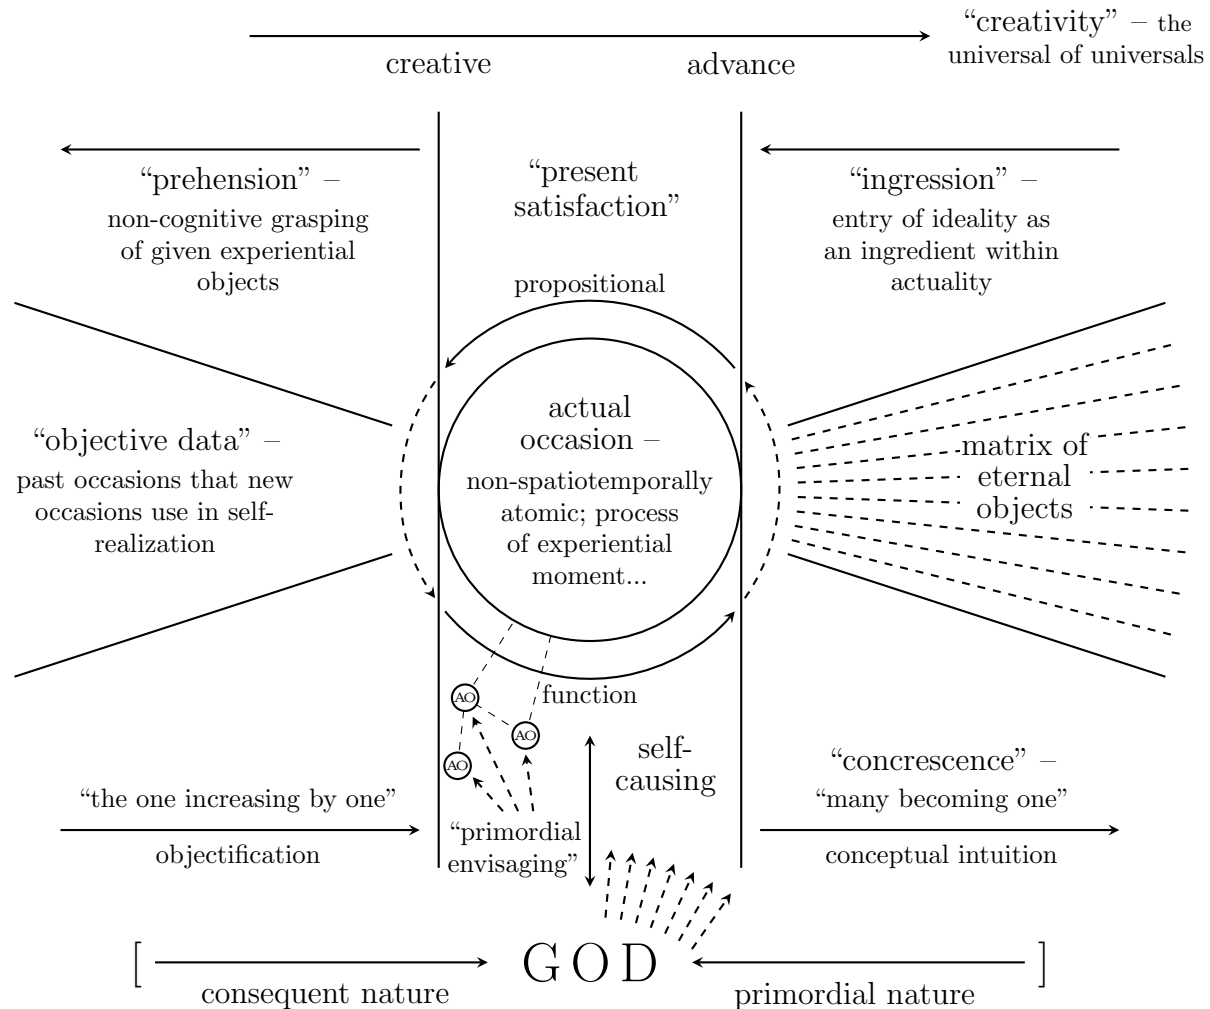 “creativity” – the
universal of universals
creative
advance
“prehension” –
non-cognitive grasping
of given experiential
objects
“present
satisfaction”
“ingression” –
entry of ideality as
an ingredient within
actuality
propositional
“objective data” –
past occasions that new
occasions use in self-
realization
actual
occasion –
non-spatiotemporally
atomic; process
of experiential
moment...
matrix of
eternal
objects
function
AO
AO
AO
self-
causing
“the one increasing by one”
objectification
“primordial
envisaging”
“concrescence” –
“many becoming one”
conceptual intuition
[
GOD
]
consequent nature
primordial nature